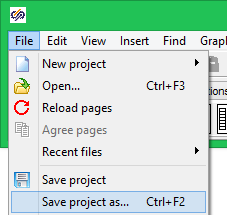 File Edit View Insert Find
New project
Open... Ctrl+F3
Reload pages
Agree pages
Recent files
Save project
Save project as... Ctrl+F2